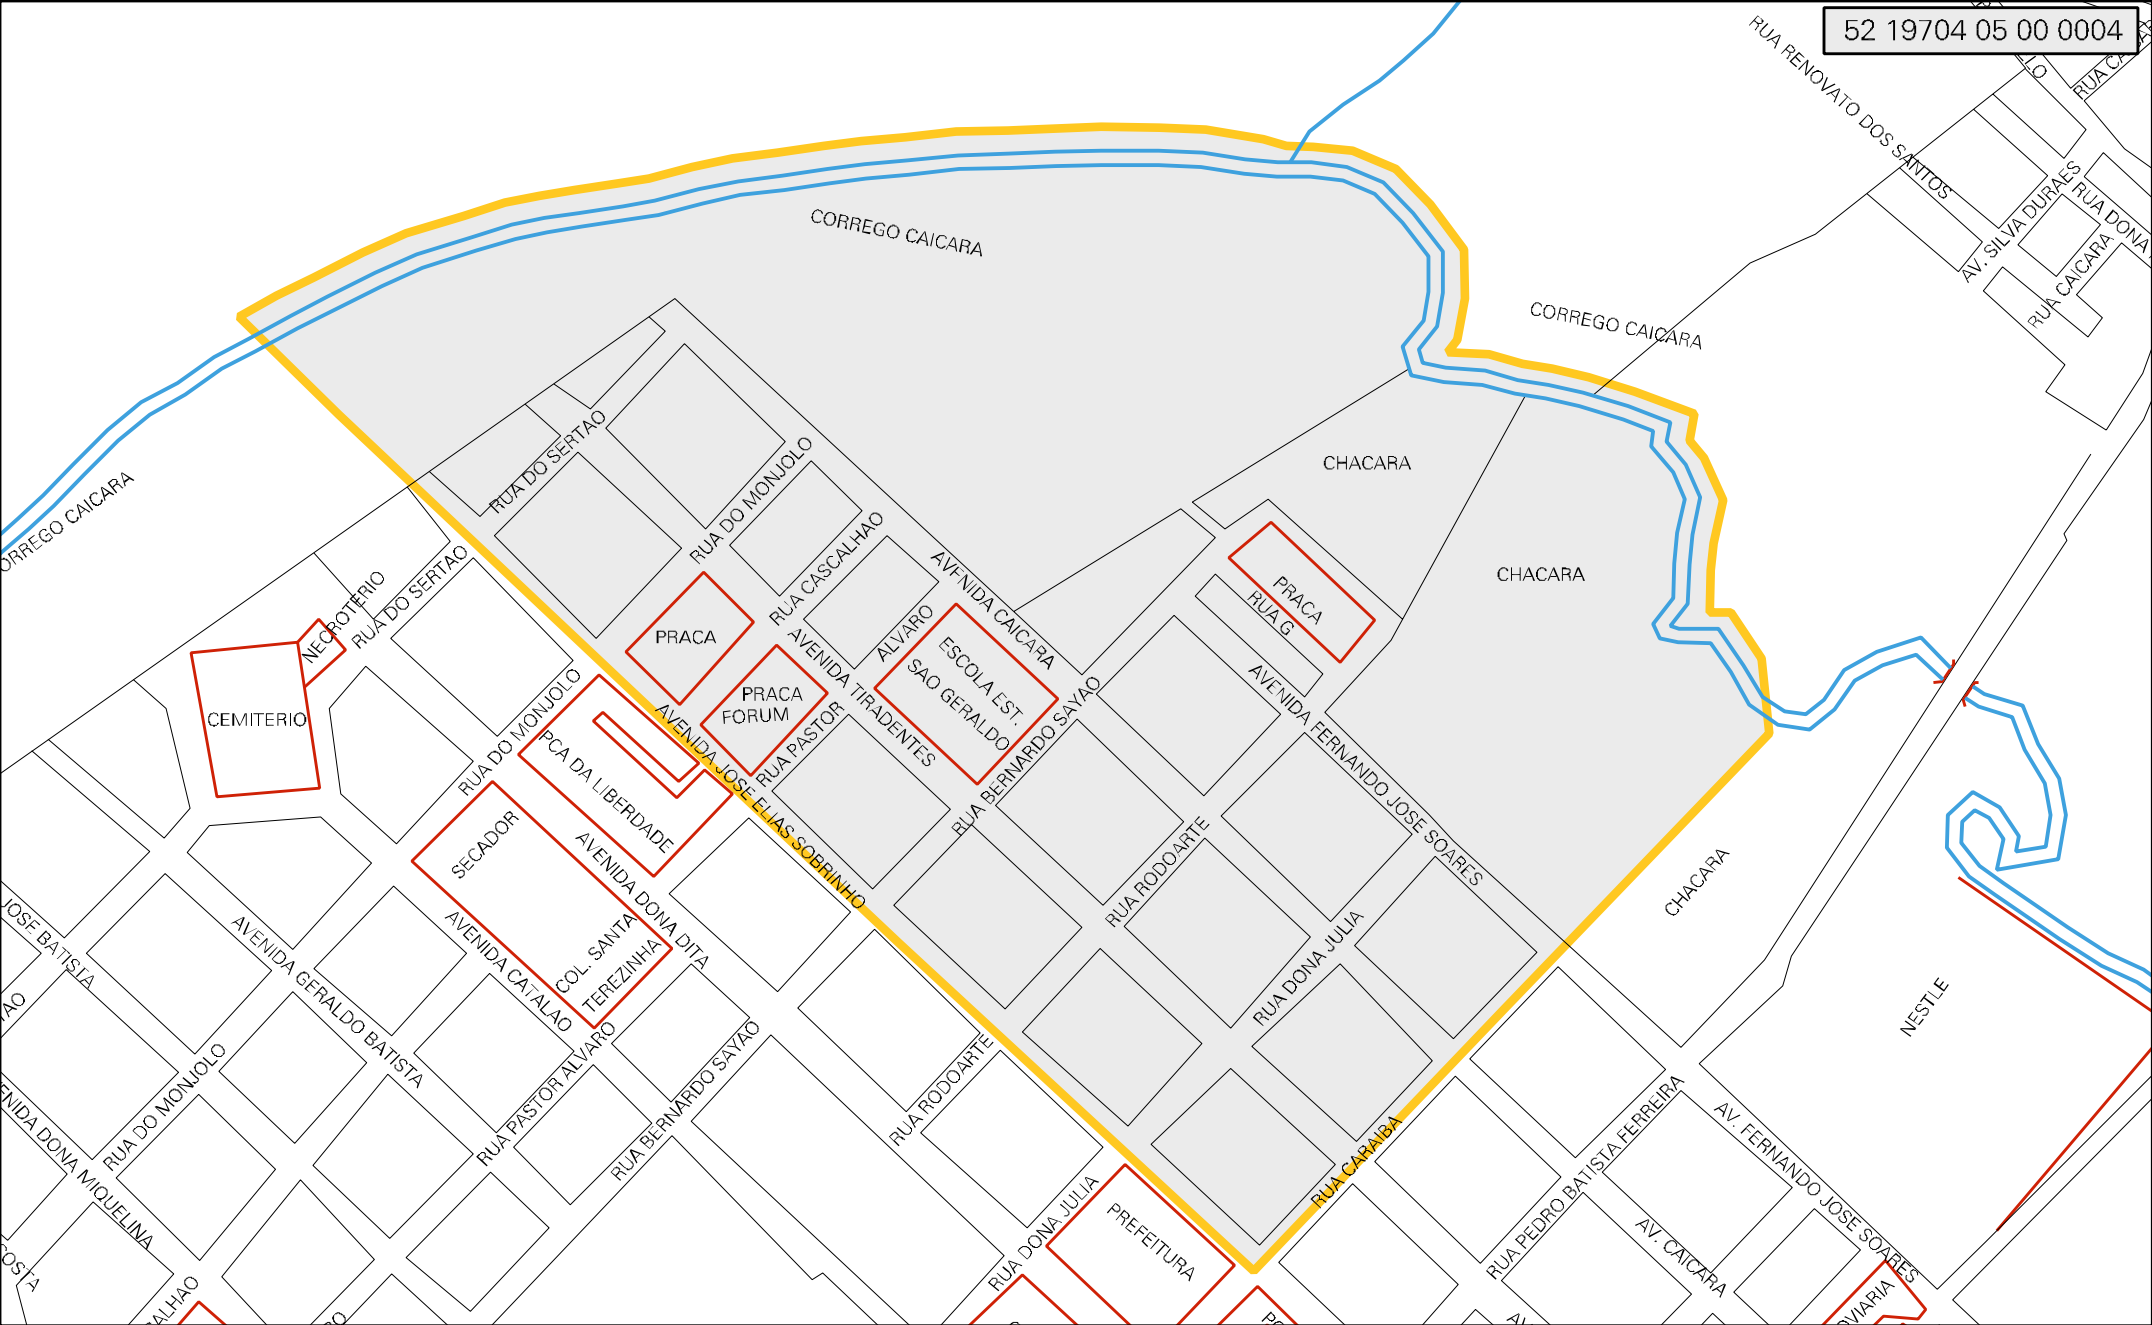 52 19704 05 00 0004
RUA RENOVATO DOS SANTOS
AV. SILVA DURAES
RUA DONA
RUA CAICARA
CORREGO CAICARA
CORREGO CAICARA
CORREGO CAICARA
CHACARA
CHACARA
CHACARA
RUA DO SERTAO
RUA DO MONJOLO
RUA CASCALHAO
AVENIDA CAICARA
ALVARO
ESCOLA EST.
SAO GERALDO
PRACA
RUA G
PRACA
PRACA
FORUM
RUA PASTOR
AVENIDA TIRADENTES
RUA BERNARDO SAYAO
AVENIDA FERNANDO JOSE SOARES
AVENIDA JOSE ELIAS SOBRINHO
RUA RODOARTE
RUA DONA JULIA
RUA CARAIBA
NECROTERIO
RUA DO SERTAO
CEMITERIO
RUA DO MONJOLO
PCA DA LIBERDADE
SECADOR
AVENIDA DONA DITA
COL. SANTA
TEREZINHA
AVENIDA CATALAO
AVENIDA GERALDO BATISTA
JOSE BATISTA
RUA DO MONJOLO
RUA PASTOR ALVARO
RUA BERNARDO SAYAO
RUA RODOARTE
RUA DONA JULIA
PREFEITURA
ENIDA DONA MIQUELINA
COSTA
ALHAO
NESTLE
RUA PEDRO BATISTA FERREIRA
AV. FERNANDO JOSE SOARES
AV. CAICARA
OVIARIA